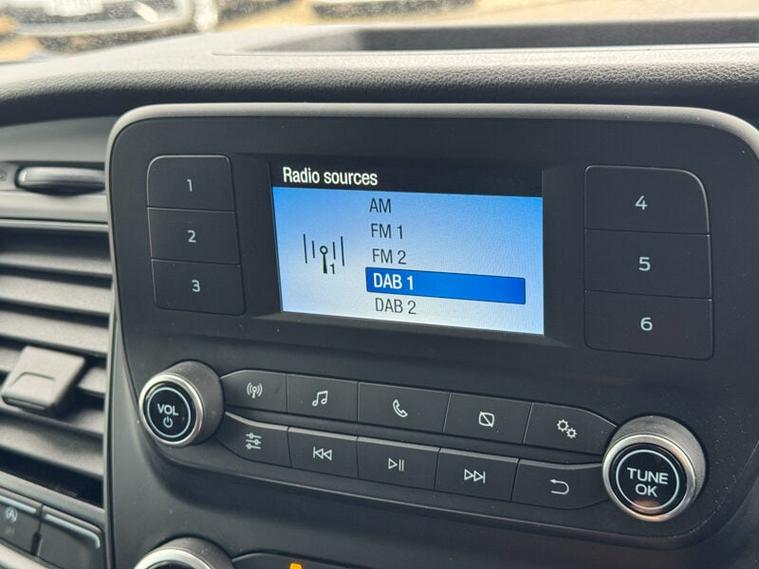 Radio sources
AM
FM 1
FM 2
DAB 1
DAB 2
1
1
2
3
4
5
6
VOL
TUNE
OK